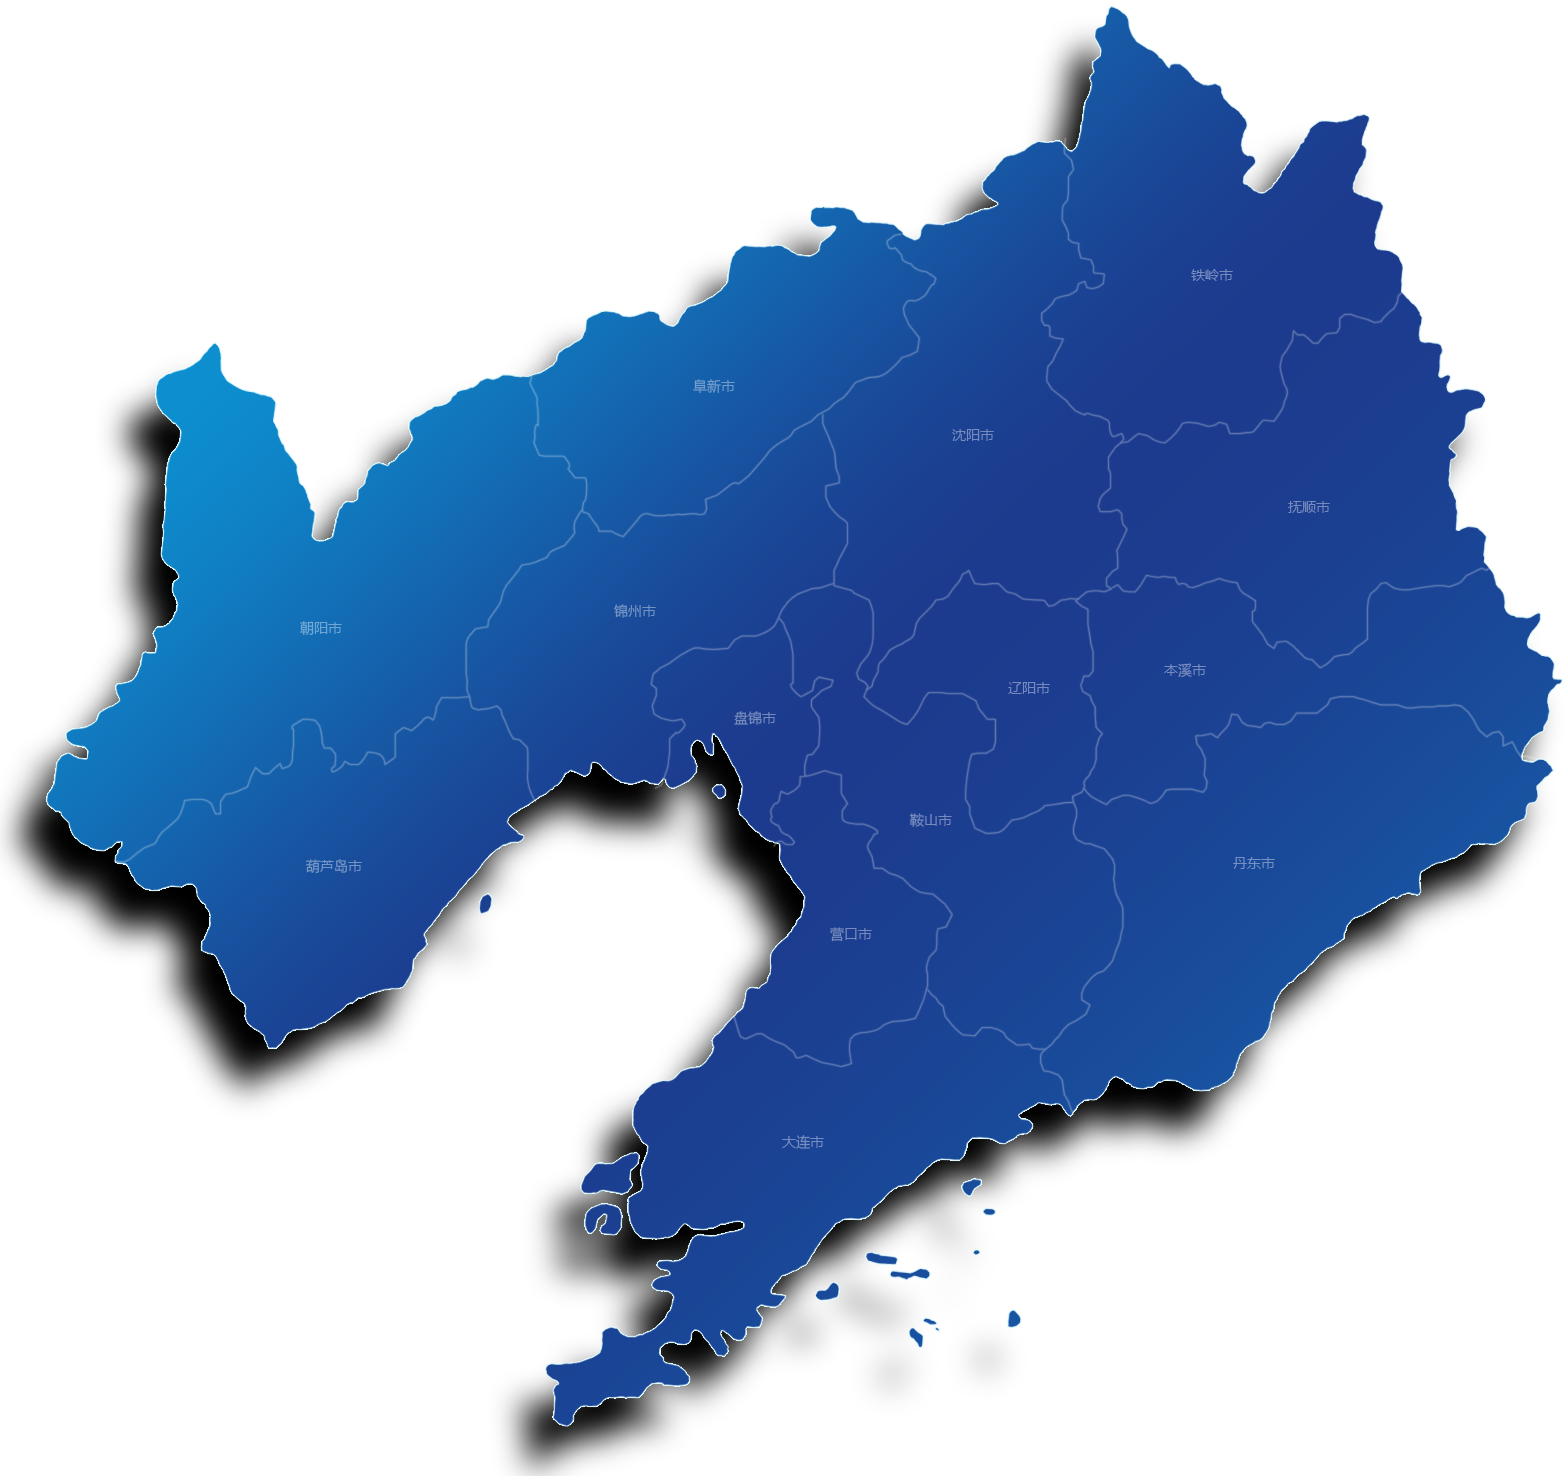 铁岭市
阜新市
沈阳市
抚顺市
锦州市
朝阳市
本溪市
辽阳市
盘锦市
鞍山市
丹东市
葫芦岛市
营口市
大连市